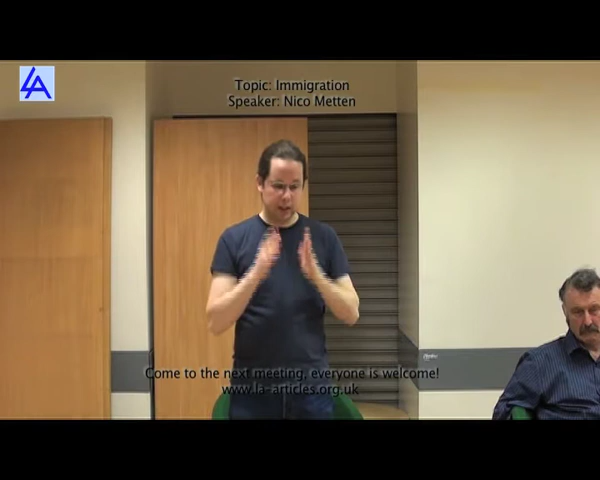 LA
Topic: Immigration
Speaker: Nico Metten
Come to the next meeting, everyone is welcome!
www.la-articles.org.uk